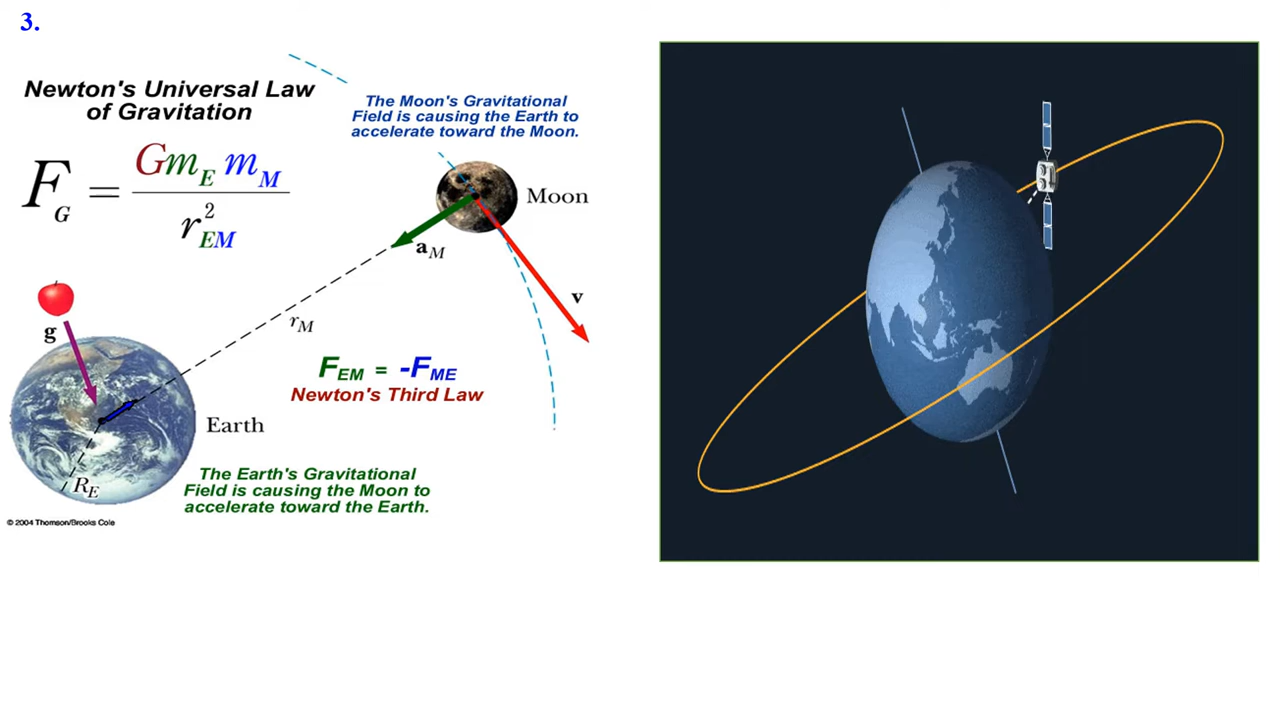 3.
Newton's Universal Law
of Gravitation
F_G = Gm_E m_M / r²_EM
The Moon's Gravitational
Field is causing the Earth to
accelerate toward the Moon.
Moon
a_M
v
r_M
g
F_EM = -F_ME
Newton's Third Law
Earth
R_E
The Earth's Gravitational
Field is causing the Moon to
accelerate toward the Earth.
© 2004 Thomson/Brooks Cole